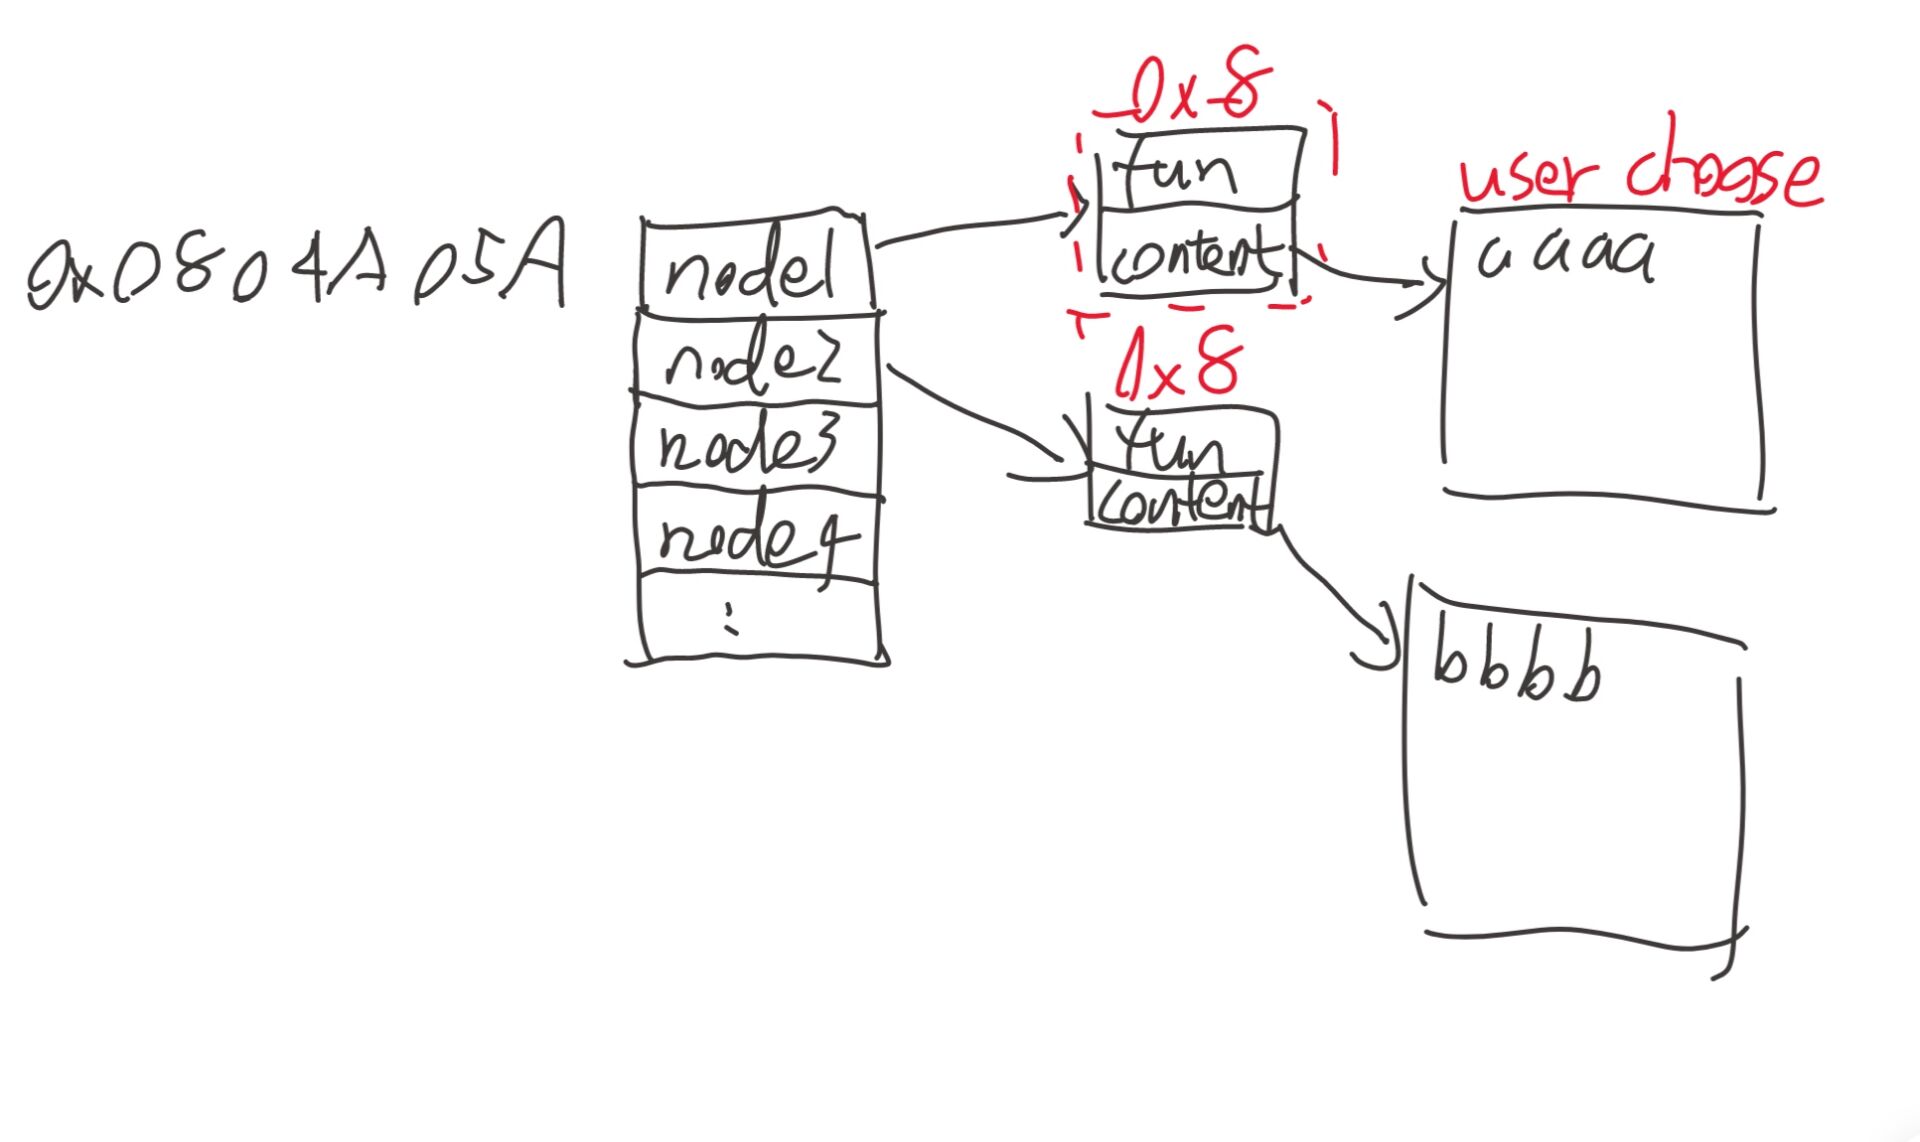 0x0804A05A
node1
node2
node3
node4
:
0x8
fun
content
0x8
fun
content
user choose
aaaa
bbbb